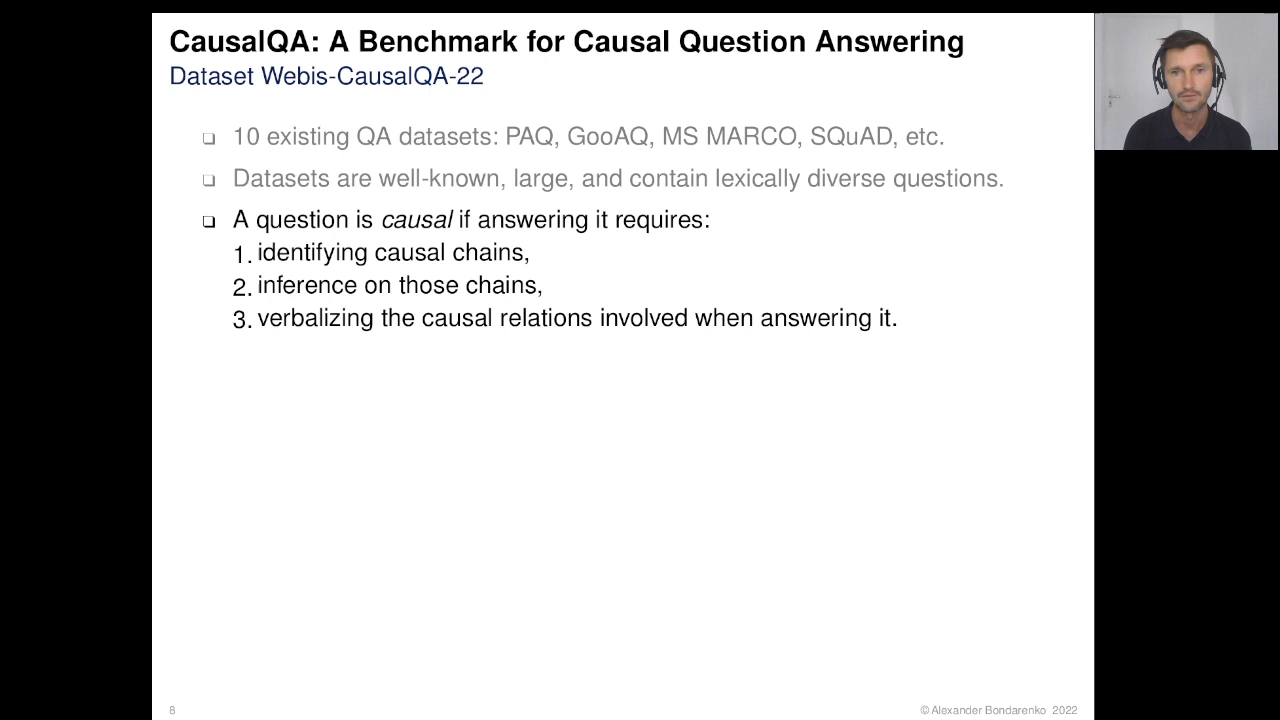 CausalQA: A Benchmark for Causal Question Answering
Dataset Webis-CausalQA-22
❏ 10 existing QA datasets: PAQ, GooAQ, MS MARCO, SQuAD, etc.
❏ Datasets are well-known, large, and contain lexically diverse questions.
❏ A question is causal if answering it requires:
1. identifying causal chains,
2. inference on those chains,
3. verbalizing the causal relations involved when answering it.
8
© Alexander Bondarenko 2022